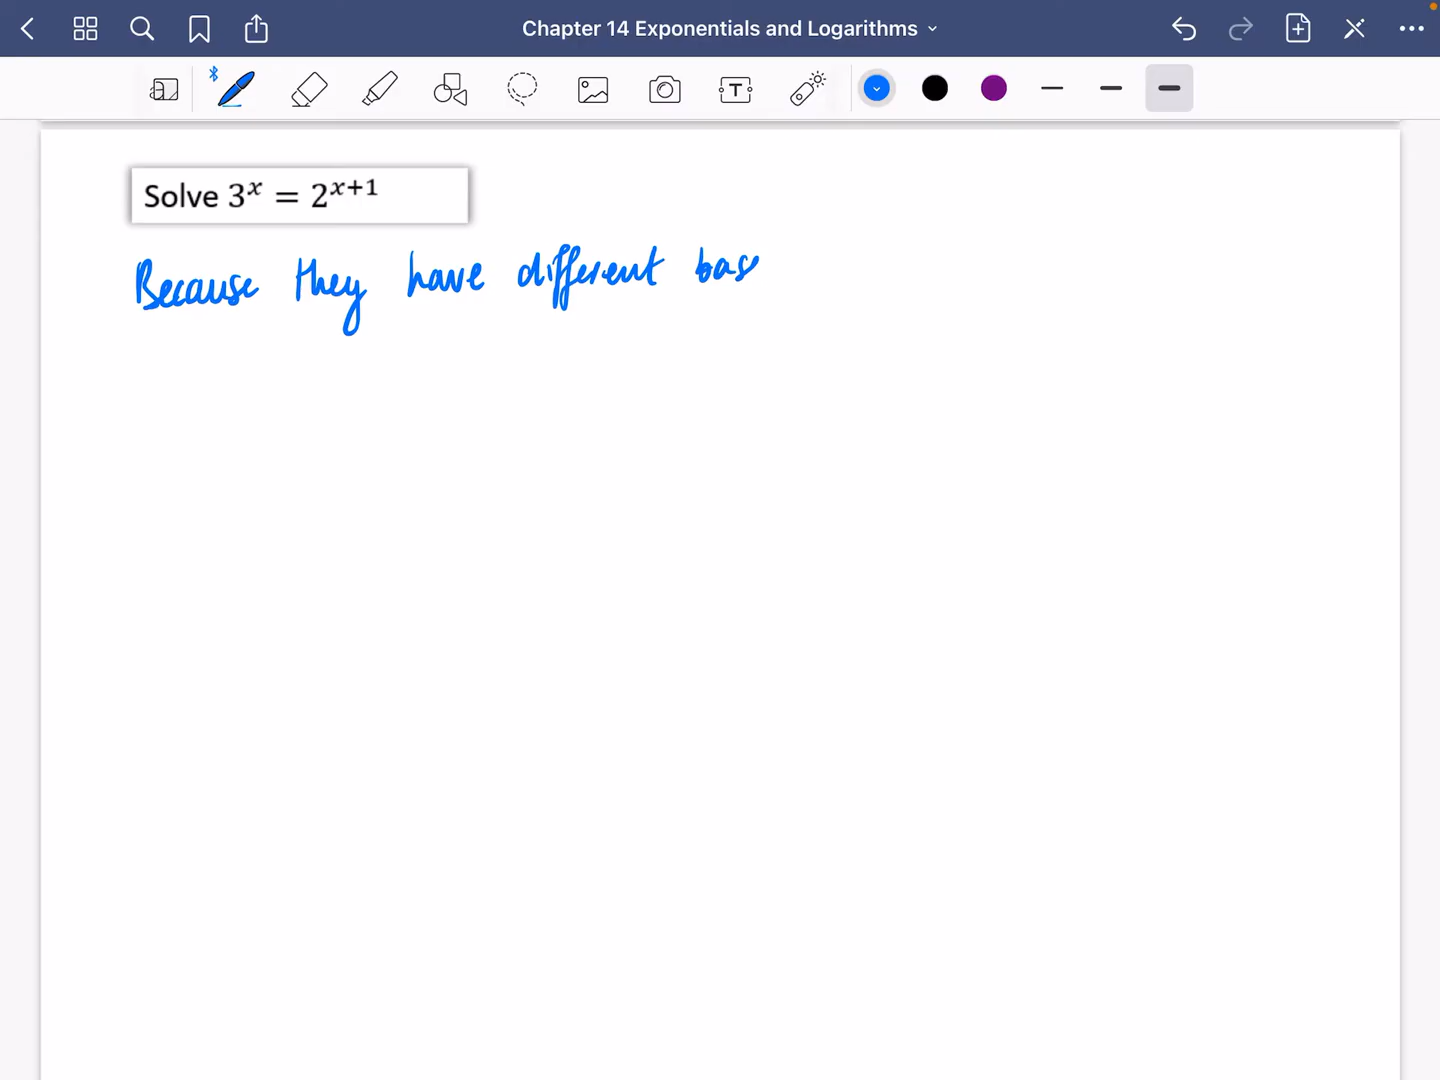 Chapter 14 Exponentials and Logarithms
Solve 3^x = 2^{x+1}
Because they have different bas